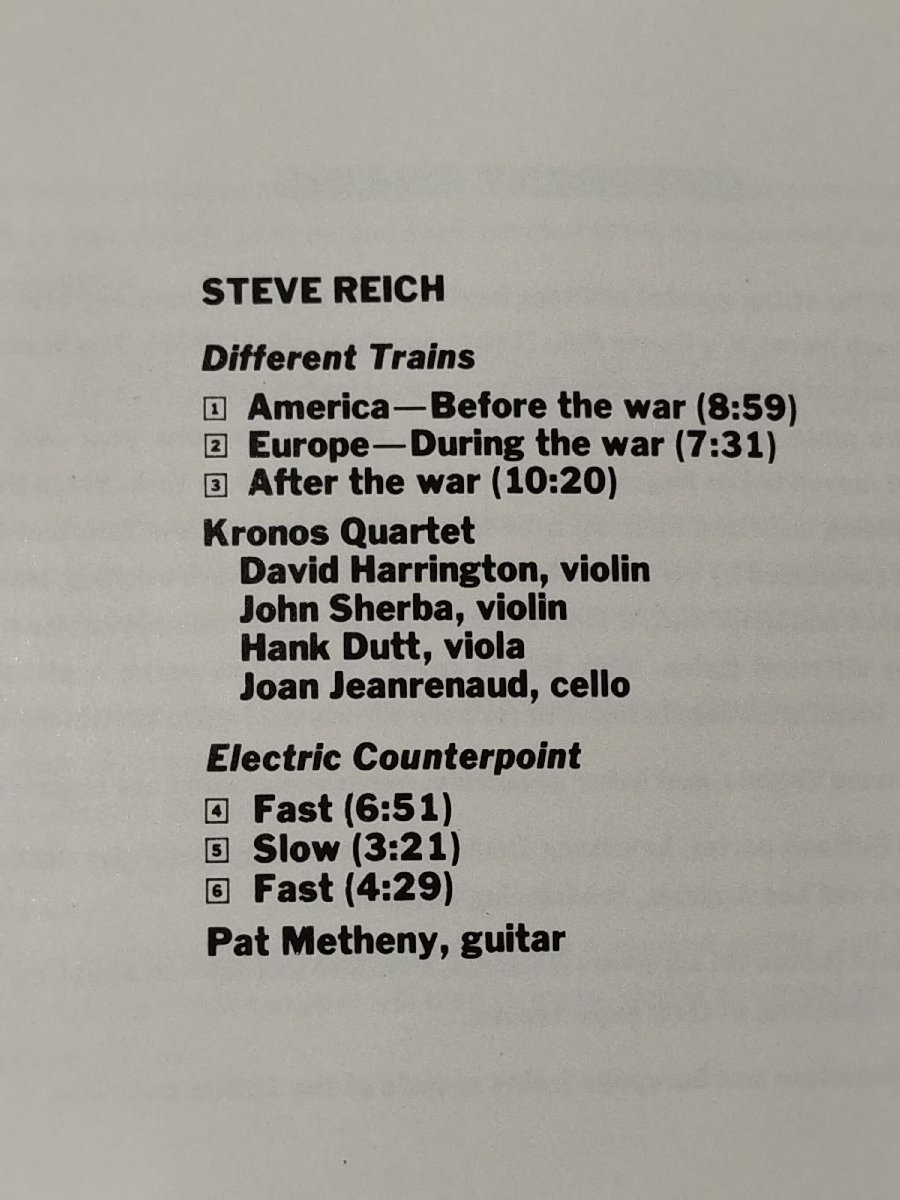 STEVE REICH
Different Trains
1 America—Before the war (8:59)
2 Europe—During the war (7:31)
3 After the war (10:20)
Kronos Quartet
David Harrington, violin
John Sherba, violin
Hank Dutt, viola
Joan Jeanrenaud, cello
Electric Counterpoint
4 Fast (6:51)
5 Slow (3:21)
6 Fast (4:29)
Pat Metheny, guitar